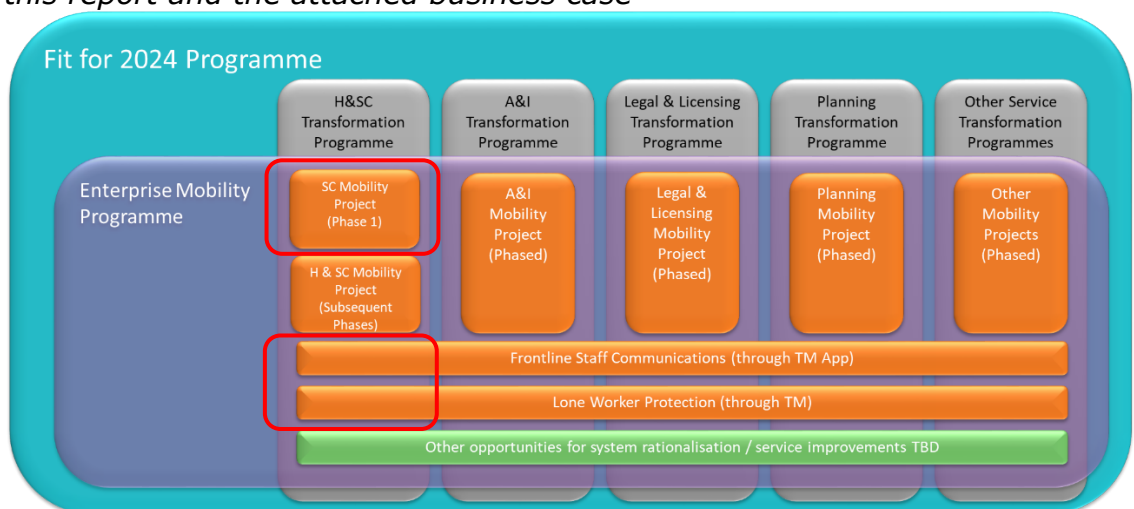 this report and the attached business case
Fit for 2024 Programme
H&SC
Transformation
Programme
A&I
Transformation
Programme
Legal & Licensing
Transformation
Programme
Planning
Transformation
Programme
Other Service
Transformation
Programmes
Enterprise Mobility
Programme
SC Mobility
Project
(Phase 1)
H & SC Mobility
Project
(Subsequent
Phases)
A&I
Mobility
Project
(Phased)
Legal &
Licensing
Mobility
Project
(Phased)
Planning
Mobility
Project
(Phased)
Other
Mobility
Projects
(Phased)
Frontline Staff Communications (through TM App)
Lone Worker Protection (through TM)
Other opportunities for system rationalisation / service improvements TBD